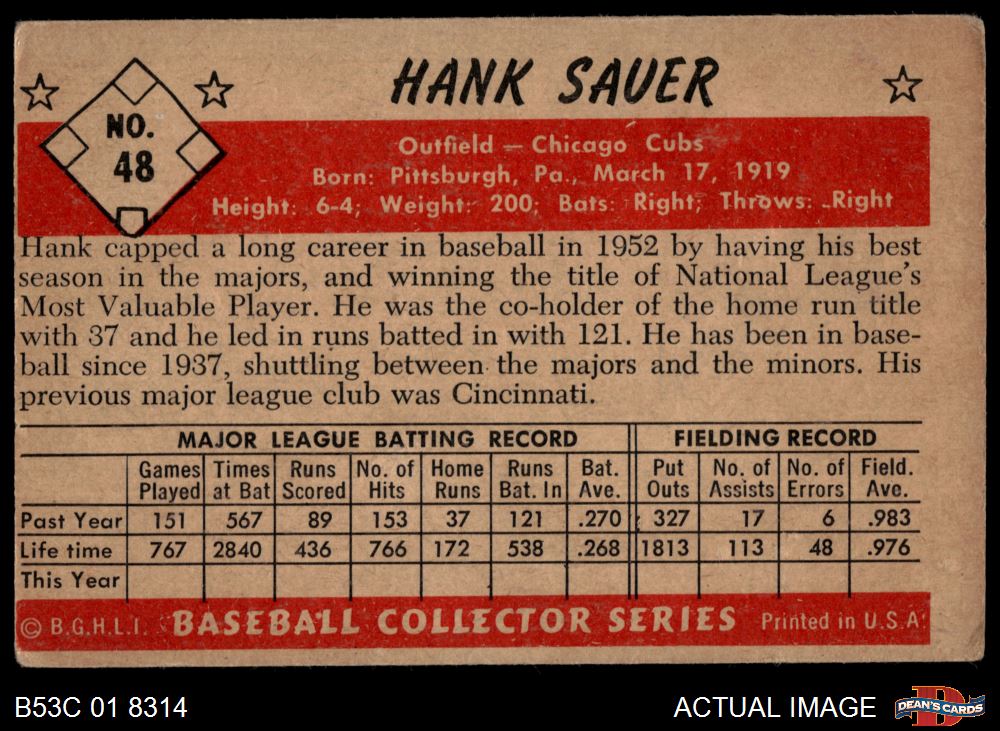 HANK SAUER
NO.
48
Outfield — Chicago Cubs
Born: Pittsburgh, Pa., March 17, 1919
Height: 6-4; Weight: 200; Bats: Right; Throws: Right
Hank capped a long career in baseball in 1952 by having his best
season in the majors, and winning the title of National League's
Most Valuable Player. He was the co-holder of the home run title
with 37 and he led in runs batted in with 121. He has been in base-
ball since 1937, shuttling between the majors and the minors. His
previous major league club was Cincinnati.
MAJOR LEAGUE BATTING RECORD FIELDING RECORD
Games Times Runs No. of Home Runs Bat. Put No. of No. of Field.
Played at Bat Scored Hits Runs Bat. In Ave. Outs Assists Errors Ave.
Past Year 151 567 89 153 37 121 .270 327 17 6 .983
Life time 767 2840 436 766 172 538 .268 1813 113 48 .976
This Year
© B.G.H.L.I. BASEBALL COLLECTOR SERIES Printed in U.S.A.
B53C 01 8314 ACTUAL IMAGE DEAN'S CARDS